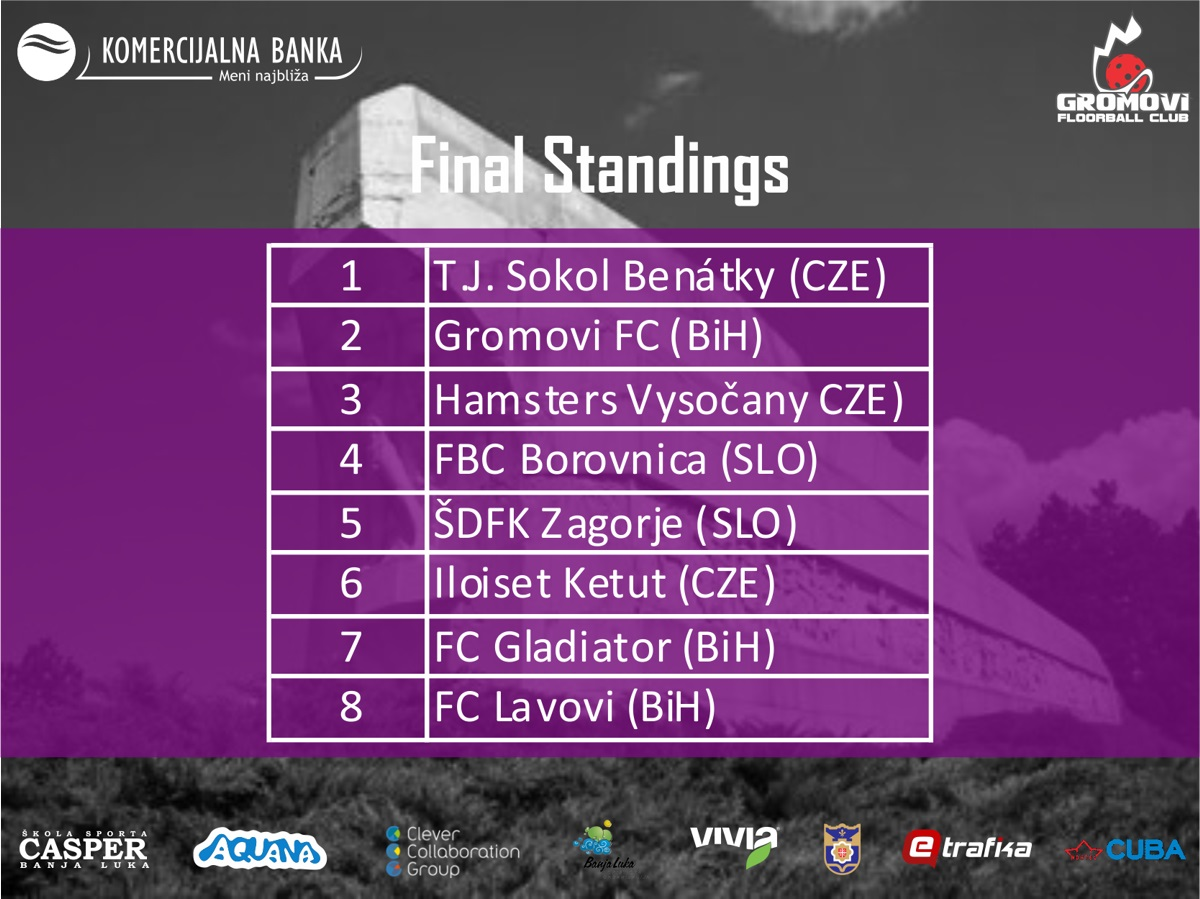 KOMERCIJALNA BANKA
Meni najbliža
GROMOVI
FLOORBALL CLUB
Final Standings
1 T.J. Sokol Benátky (CZE)
2 Gromovi FC (BiH)
3 Hamsters Vysočany CZE)
4 FBC Borovnica (SLO)
5 ŠDFK Zagorje (SLO)
6 Iloiset Ketut (CZE)
7 FC Gladiator (BiH)
8 FC Lavovi (BiH)
ŠKOLA SPORTA
CASPER
BANJA LUKA
AQUANA
Clever
Collaboration
Group
Banja Luka
VIVIA
e trafika
CUBA